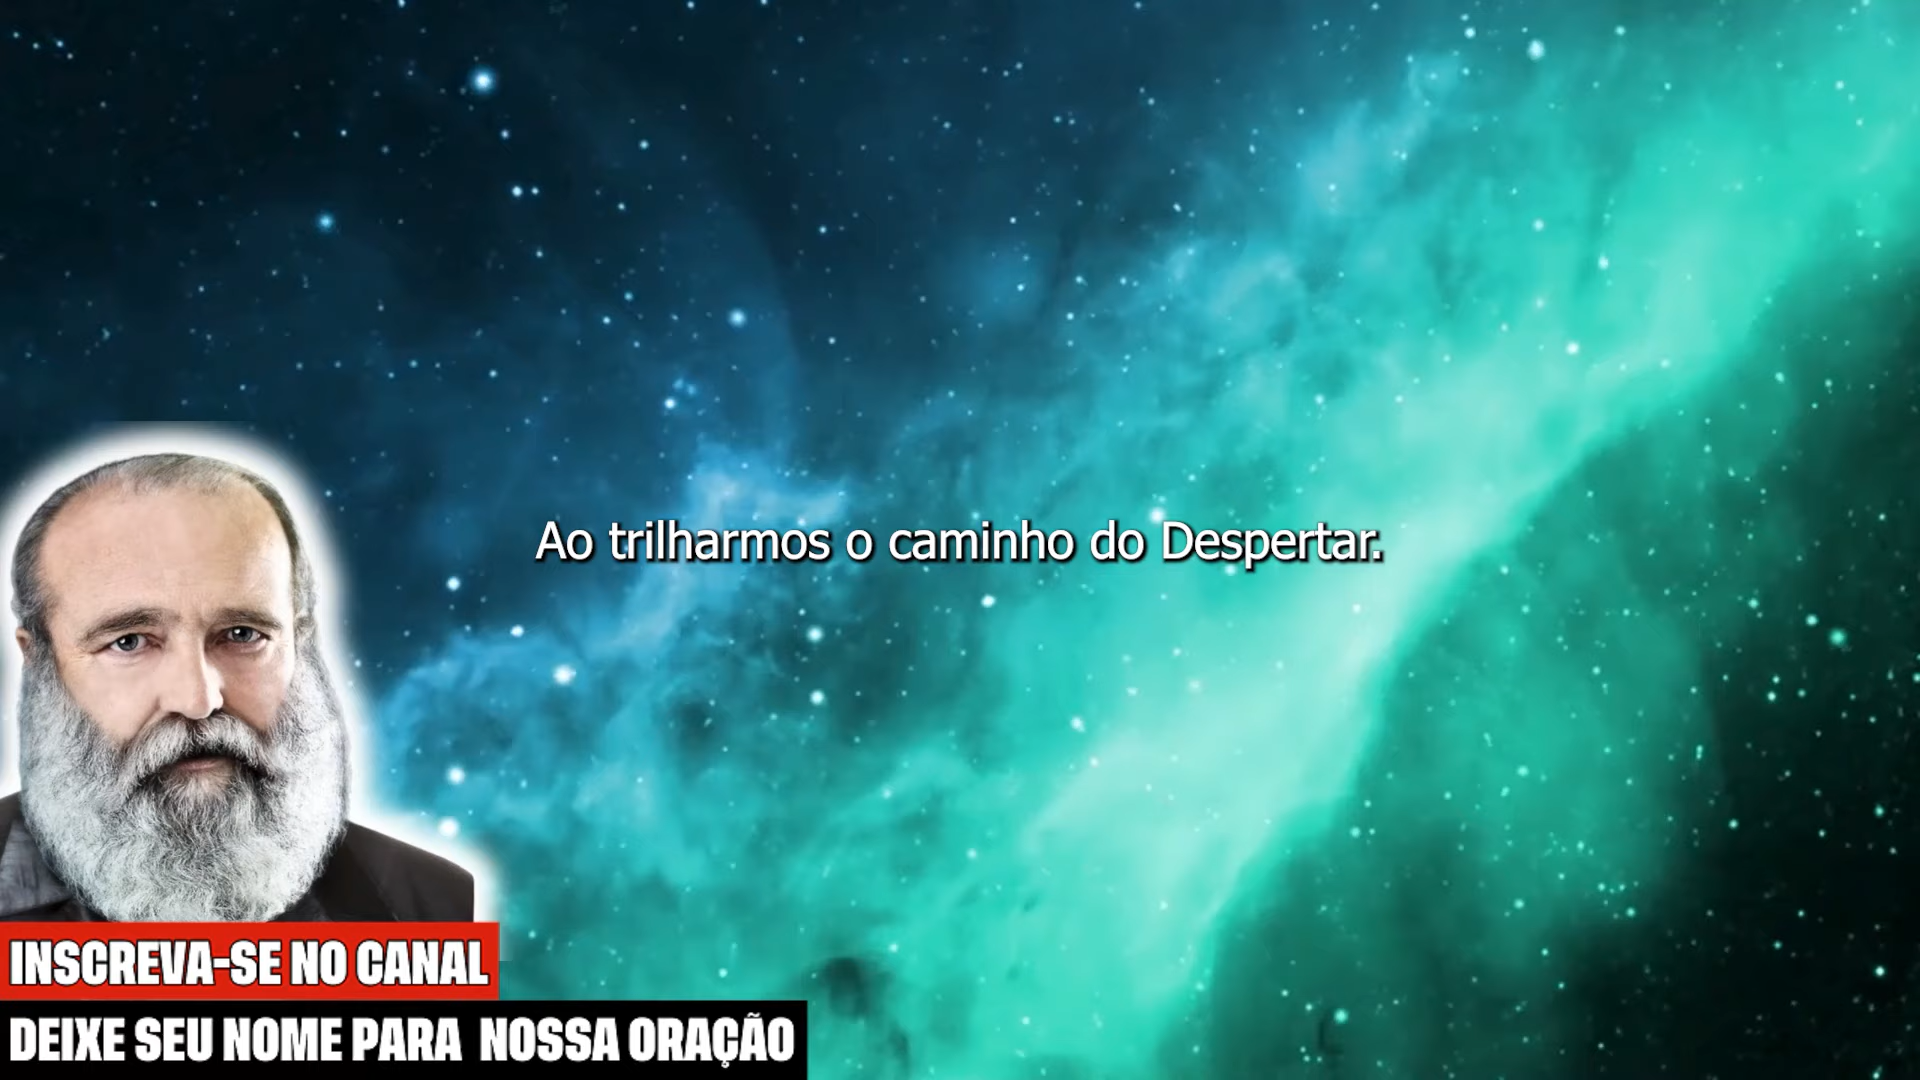 Ao trilharmos o caminho do Despertar.
INSCREVA-SE NO CANAL
DEIXE SEU NOME PARA NOSSA ORAÇÃO